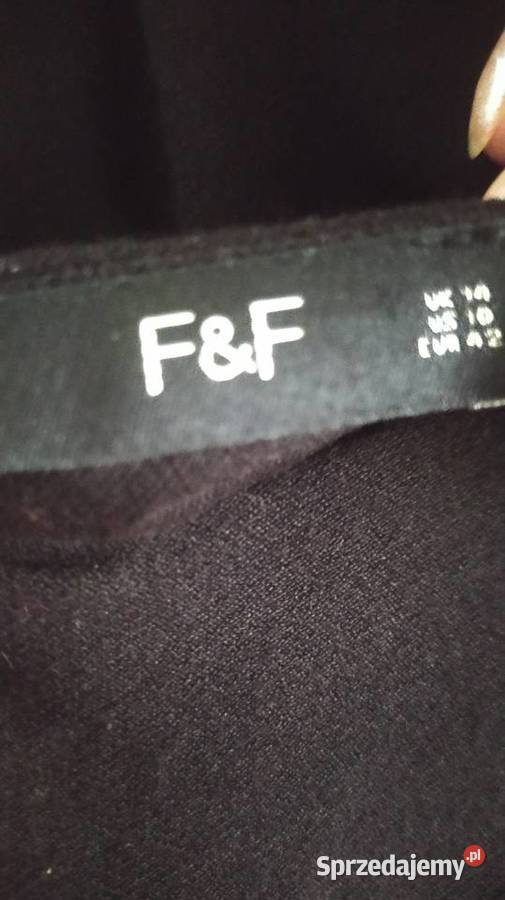 F&F
UK 14
US 10
EUR 42
Sprzedajemy.pl